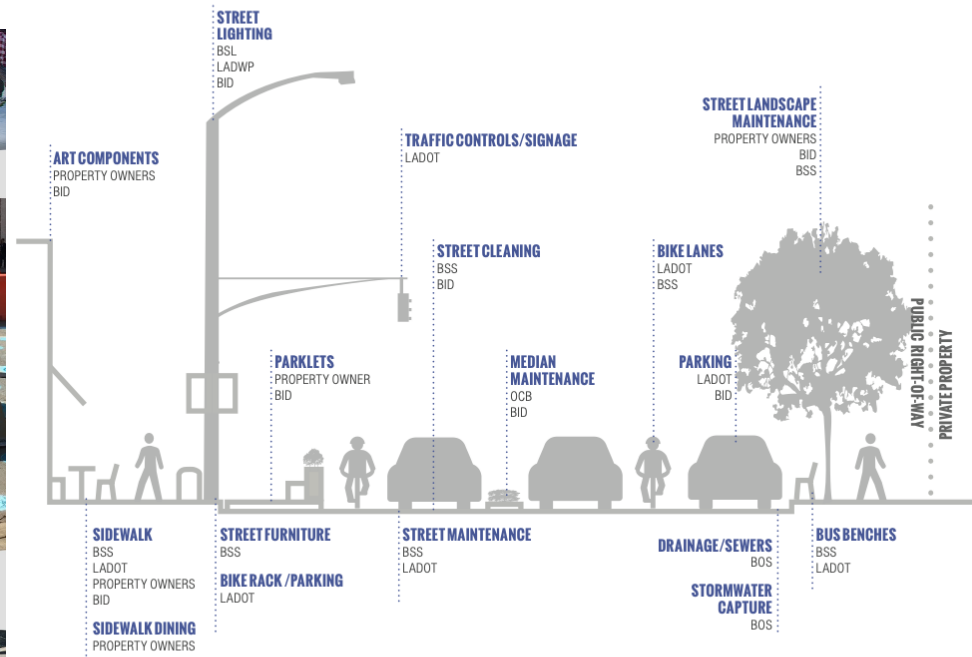 STREET
LIGHTING
BSL
LADWP
BID
STREET LANDSCAPE
MAINTENANCE
PROPERTY OWNERS
BID
BSS
TRAFFIC CONTROLS/SIGNAGE
LADOT
ART COMPONENTS
PROPERTY OWNERS
BID
STREET CLEANING
BSS
BID
BIKE LANES
LADOT
BSS
PARKLETS
PROPERTY OWNER
BID
MEDIAN
MAINTENANCE
OCB
BID
PARKING
LADOT
BID
PUBLIC RIGHT-OF-WAY
PRIVATE PROPERTY
SIDEWALK
BSS
LADOT
PROPERTY OWNERS
BID
SIDEWALK DINING
PROPERTY OWNERS
STREET FURNITURE
BSS
BIKE RACK /PARKING
LADOT
STREET MAINTENANCE
BSS
LADOT
DRAINAGE/SEWERS
BOS
STORMWATER
CAPTURE
BOS
BUS BENCHES
BSS
LADOT